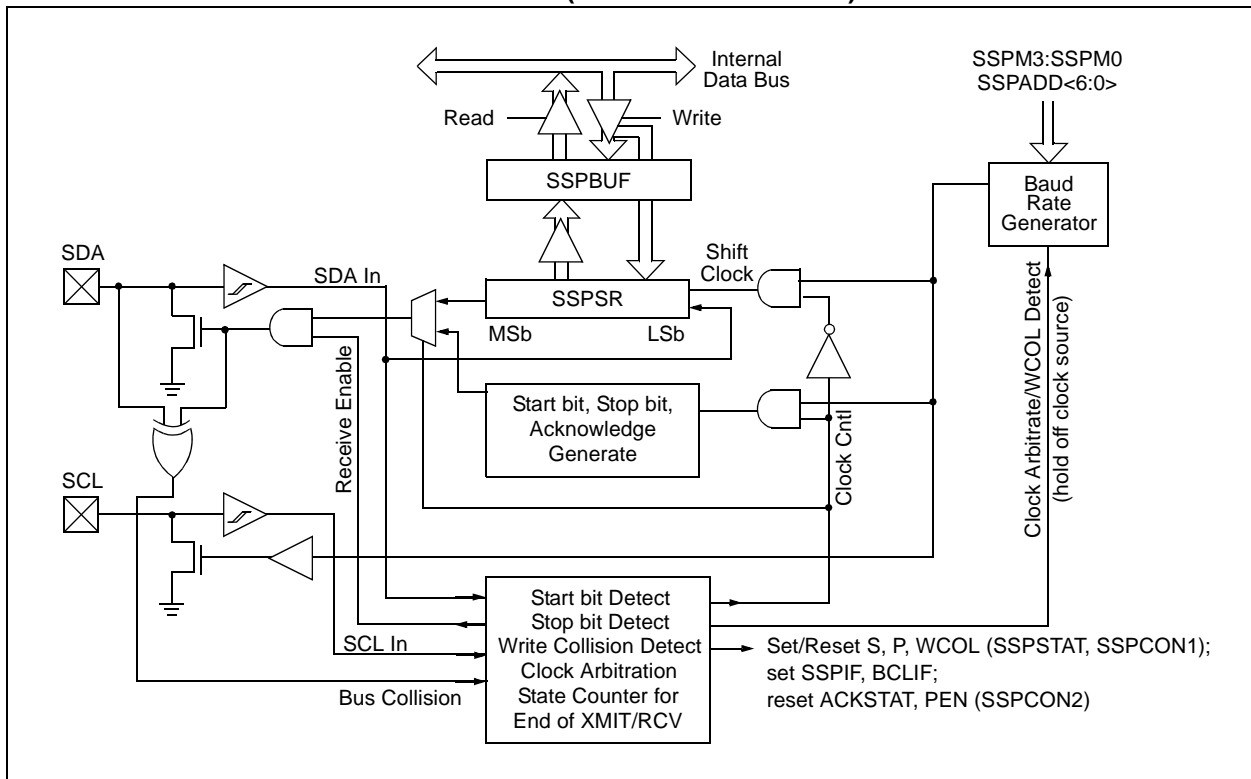 Internal
Data Bus
SSPM3:SSPM0
SSPADD<6:0>
Read
Write
SSPBUF
Baud
Rate
Generator
SDA
SDA In
Shift
Clock
SSPSR
MSb
LSb
Receive Enable
Start bit, Stop bit,
Acknowledge
Generate
Clock Cntl
Clock Arbitrate/WCOL Detect
(hold off clock source)
SCL
SCL In
Bus Collision
Start bit Detect
Stop bit Detect
Write Collision Detect
Clock Arbitration
State Counter for
End of XMIT/RCV
Set/Reset S, P, WCOL (SSPSTAT, SSPCON1);
set SSPIF, BCLIF;
reset ACKSTAT, PEN (SSPCON2)